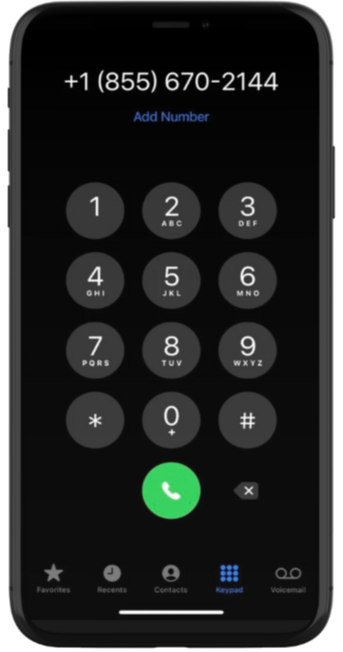 +1 (855) 670-2144
Add Number
1 2 3
ABC DEF
4 5 6
GHI JKL MNO
7 8 9
PQRS TUV WXYZ
* 0 #
+
Favorites Recents Contacts Keypad Voicemail